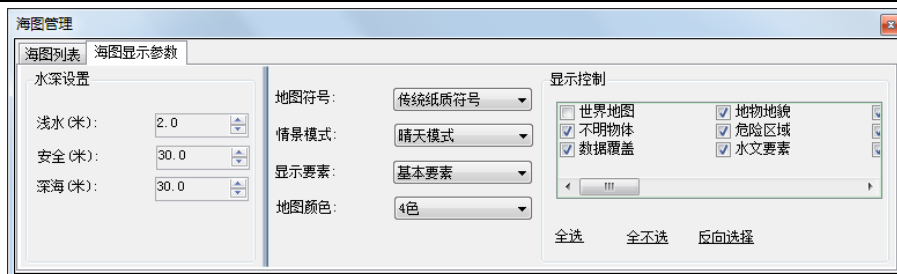 海图管理
海图列表 海图显示参数
水深设置
浅水(米): 2.0
安全(米): 30.0
深海(米): 30.0
地图符号: 传统纸质符号
情景模式: 晴天模式
显示要素: 基本要素
地图颜色: 4色
显示控制
世界地图 地物地貌
不明物体 危险区域
数据覆盖 水文要素
全选 全不选 反向选择